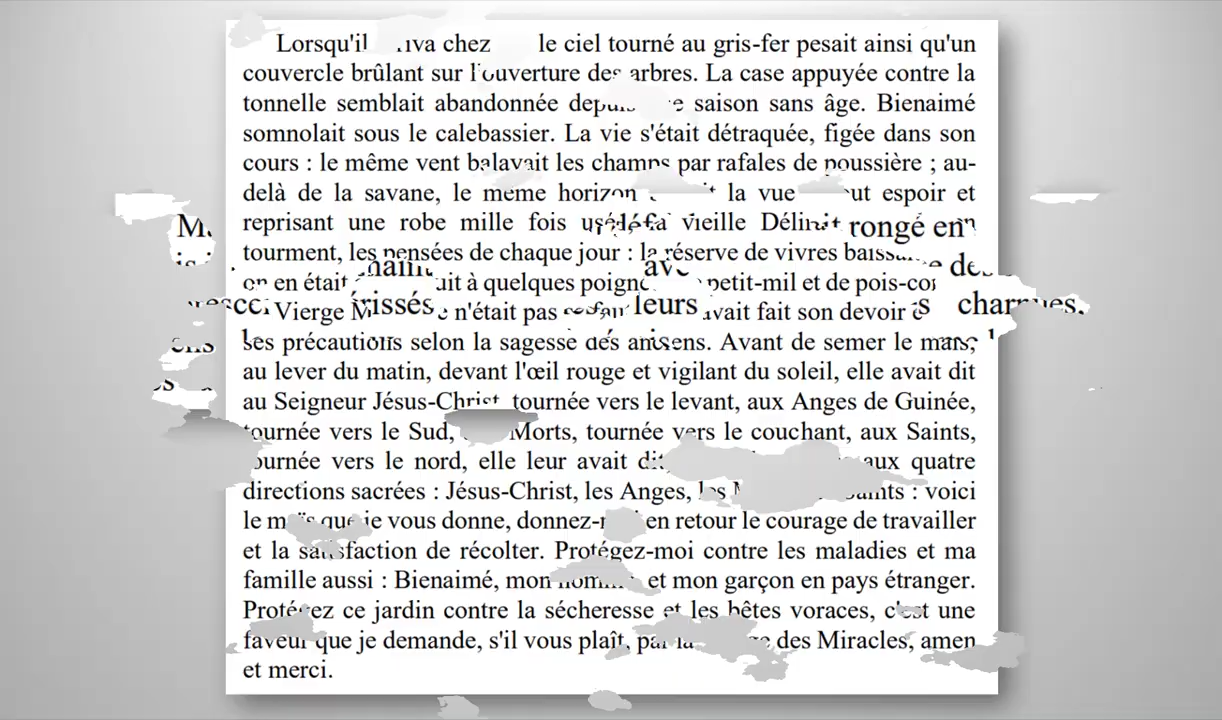 Lorsqu'il chez le ciel tourné au gris-fer pesait ainsi qu'un
couvercle brûlant sur l'ouverture des arbres. La case appuyée contre la
tonnelle semblait abandonnée saison sans âge. Bienaimé
somnolait sous le calebassier. La vie s'était détraquée, figée dans son
cours : le même vent balayait les champs par rafales de poussière ; au-
delà de la savane, le même horizon la vue espoir et
reprisant une robe mille fois vieille rongé en
tourment, les pensées de chaque jour : la réserve de vivres
on en était à quelques petit-mil et de
Vierge n'était pas leurs avait fait son devoir charnues,
ses précautions selon la sagesse des anciens. Avant de semer le
au lever du matin, devant l'œil rouge et vigilant du soleil, elle avait dit
au Seigneur Jésus-Christ, tournée vers le levant, aux Anges de Guinée,
tournée vers le Sud, Morts, tournée vers le couchant, aux Saints,
tournée vers le nord, elle leur avait aux quatre
directions sacrées : Jésus-Christ, les Anges, les : voici
le maïs que je vous donne, en retour le courage de travailler
et la satisfaction de récolter. Protégez-moi contre les maladies et ma
famille aussi : Bienaimé, mon et mon garçon en pays étranger.
Protégez ce jardin contre la sécheresse et les bêtes voraces, c'est une
faveur que je demande, s'il vous plaît, par des Miracles, amen
et merci.